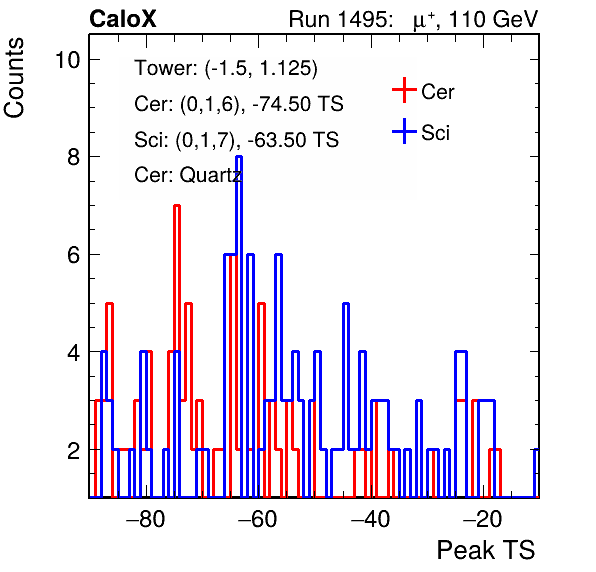 CaloX Run 1495: μ⁺, 110 GeV
Counts
Tower: (-1.5, 1.125)
Cer: (0,1,6), -74.50 TS
Sci: (0,1,7), -63.50 TS
Cer: Quartz
Cer
Sci
10
8
6
4
2
−80 −60 −40 −20
Peak TS